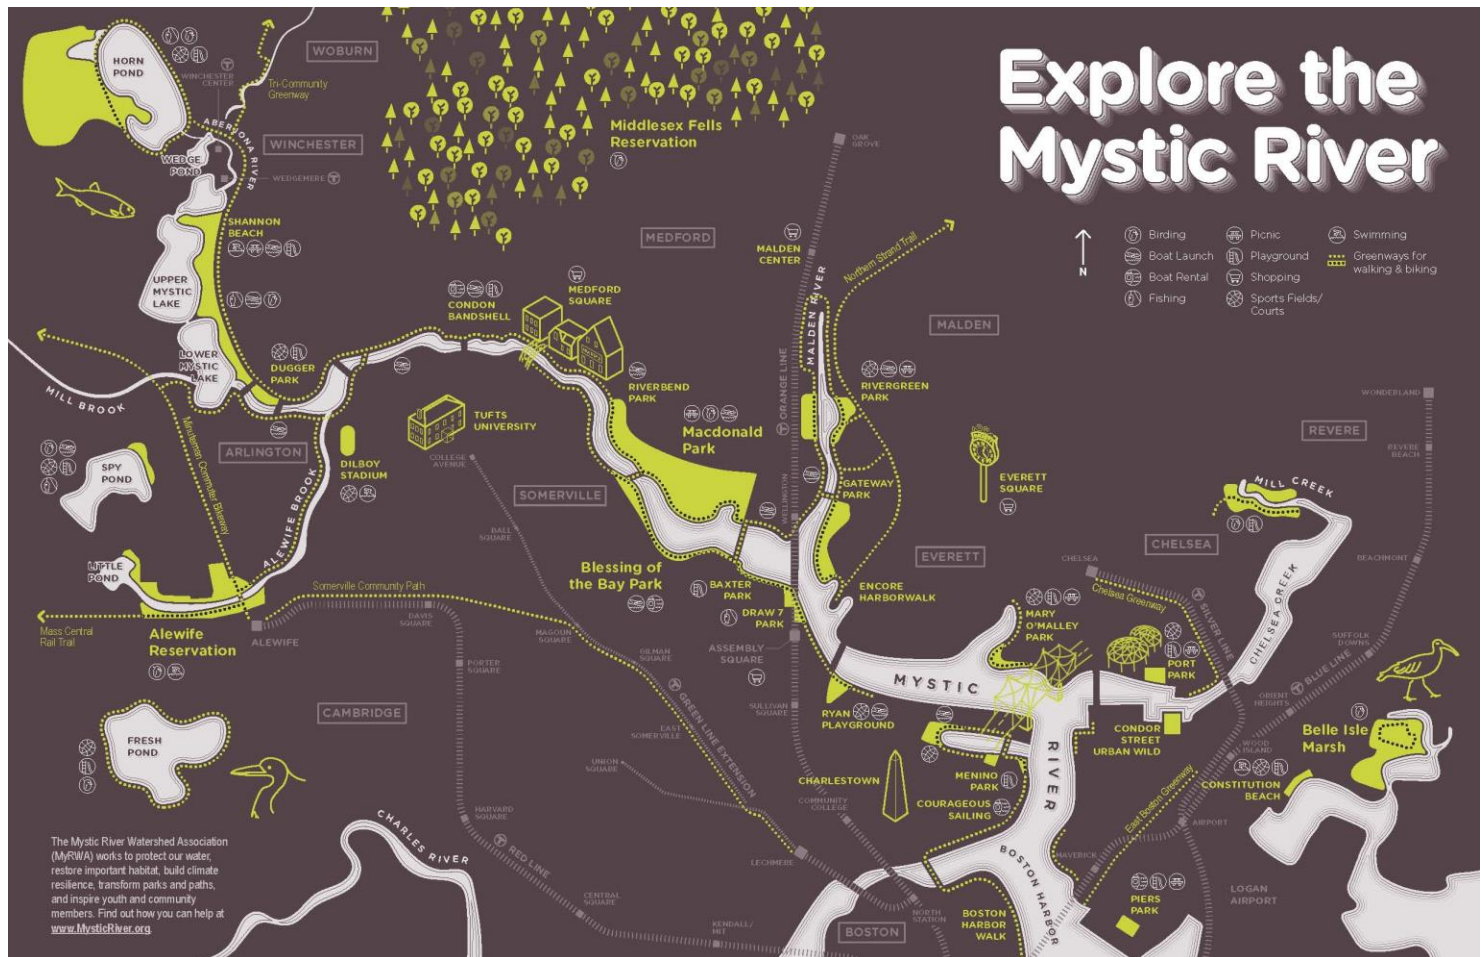 Explore the
Mystic River
N
Birding
Boat Launch
Boat Rental
Fishing
Picnic
Playground
Shopping
Sports Fields/
Courts
Swimming
Greenways for
walking & biking
HORN
POND
WOBURN
WINCHESTER
CENTER
Tri-Community
Greenway
ABERJONA RIVER
WINCHESTER
WEDGE
POND
WEDGEMERE
SHANNON
BEACH
UPPER
MYSTIC
LAKE
LOWER
MYSTIC
LAKE
DUGGER
PARK
MILL BROOK
Minuteman Commuter Bikeway
ARLINGTON
SPY
POND
LITTLE
POND
ALEWIFE BROOK
DILBOY
STADIUM
Mass Central
Rail Trail
Alewife
Reservation
ALEWIFE
Somerville Community Path
FRESH
POND
CAMBRIDGE
Middlesex Fells
Reservation
MEDFORD
CONDON
BANDSHELL
MEDFORD
SQUARE
RIVERBEND
PARK
TUFTS
UNIVERSITY
COLLEGE
AVENUE
Macdonald
Park
SOMERVILLE
BALL
SQUARE
Blessing of
the Bay Park
MAGOUN
SQUARE
DAVIS
SQUARE
PORTER
SQUARE
GILMAN
SQUARE
GREEN LINE EXTENSION
EAST
SOMERVILLE
UNION
SQUARE
HARVARD
SQUARE
RED LINE
CENTRAL
SQUARE
KENDALL/
MIT
CHARLES RIVER
LECHMERE
OAK
GROVE
MALDEN
CENTER
MALDEN RIVER
Northern Strand Trail
MALDEN
ORANGE LINE
RIVERGREEN
PARK
WELLINGTON
GATEWAY
PARK
EVERETT
SQUARE
EVERETT
BAXTER
PARK
DRAW 7
PARK
ENCORE
HARBORWALK
ASSEMBLY
SQUARE
SULLIVAN
SQUARE
RYAN
PLAYGROUND
MYSTIC
RIVER
MARY
O'MALLEY
PARK
CHELSEA
CHELSEA
Chelsea Greenway
SILVER LINE
PORT
PARK
CONDOR
STREET
URBAN WILD
CHELSEA CREEK
MILL CREEK
REVERE
WONDERLAND
REVERE
BEACH
BEACHMONT
SUFFOLK
DOWNS
BLUE LINE
ORIENT
HEIGHTS
WOOD
ISLAND
Belle Isle
Marsh
CONSTITUTION
BEACH
East Boston Greenway
AIRPORT
MAVERICK
LOGAN
AIRPORT
PIERS
PARK
CHARLESTOWN
MENINO
PARK
COURAGEOUS
SAILING
COMMUNITY
COLLEGE
NORTH
STATION
BOSTON
BOSTON
HARBOR
WALK
BOSTON HARBOR
The Mystic River Watershed Association
(MyRWA) works to protect our water,
restore important habitat, build climate
resilience, transform parks and paths,
and inspire youth and community
members. Find out how you can help at
www.MysticRiver.org.